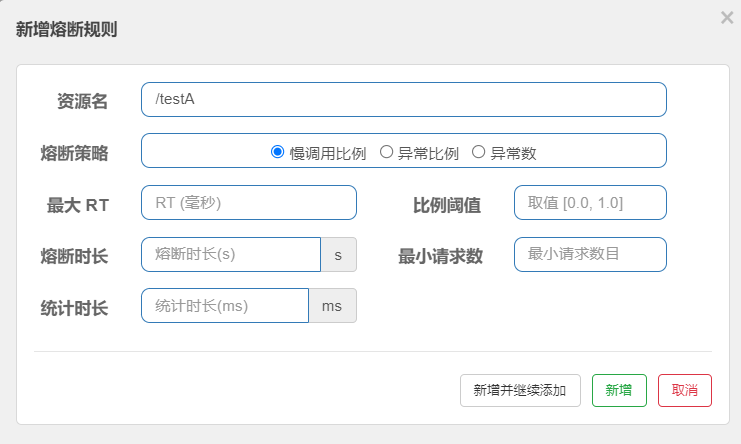 新增熔断规则
×
资源名 /testA
熔断策略 慢调用比例 异常比例 异常数
最大 RT RT (毫秒) 比例阈值 取值 [0.0, 1.0]
熔断时长 熔断时长(s) s 最小请求数 最小请求数目
统计时长 统计时长(ms) ms
新增并继续添加 新增 取消